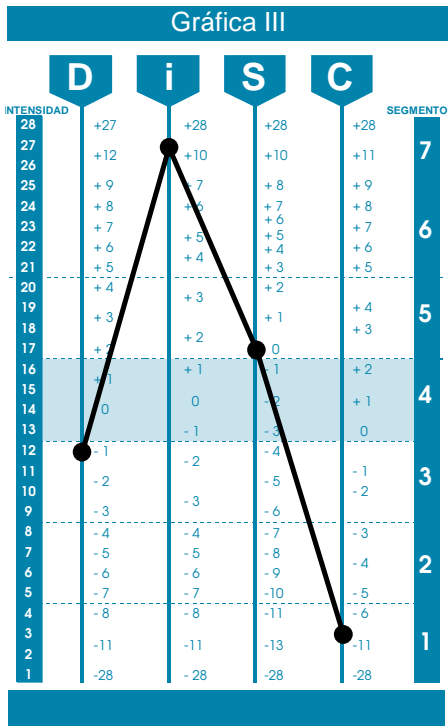 Gráfica III
D i S C
INTENSIDAD SEGMENTO
28 +27 +28 +28 +28
27 7
+12 +10 +10 +11
26
25 + 9 + 7 + 8 + 9
24 + 8 + 6 + 7 + 8
+ 6
23 + 7 + 7 6
+ 5 + 5
22 + 6 + 4 + 6
+ 4
21 + 5 + 3 + 5
20 + 4 + 2
+ 3
19 + 4 5
+ 3 + 1
18 + 3
+ 2
17 + 2 0
16 + 1 - 1 + 2
+ 1
15 4
0 - 2 + 1
14 0
13 - 1 - 3 0
12 - 1 - 4
- 2
11 - 1 3
- 2 - 5
10 - 2
- 3
9 - 3 - 6
8 - 4 - 4 - 7 - 3
7 - 5 - 5 - 8
- 4 2
6 - 6 - 6 - 9
5 - 7 - 7 -10 - 5
4 - 8 - 8 -11 - 6
3 1
-11 -11 -13 -11
2
1 -28 - 28 -28 -28